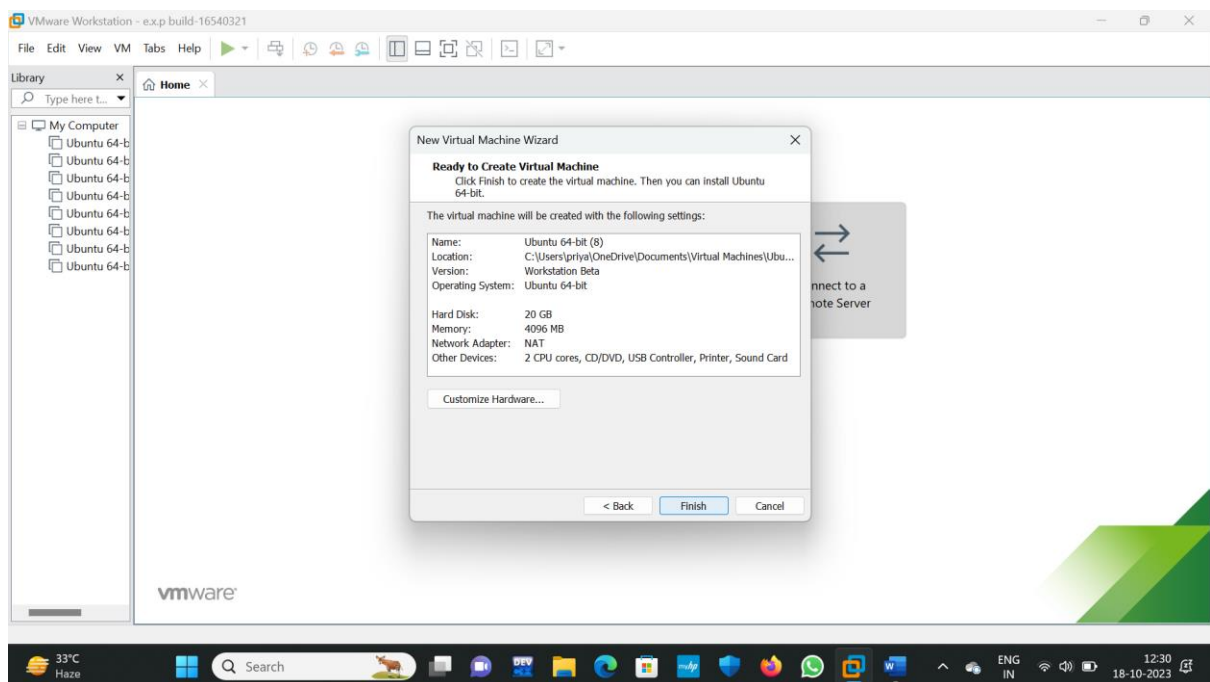 VMware Workstation - e.x.p build-16540321
File Edit View VM Tabs Help
Library
Type here t...
My Computer
Ubuntu 64-b
Ubuntu 64-b
Ubuntu 64-b
Ubuntu 64-b
Ubuntu 64-b
Ubuntu 64-b
Ubuntu 64-b
Ubuntu 64-b
Home
New Virtual Machine Wizard
Ready to Create Virtual Machine
Click Finish to create the virtual machine. Then you can install Ubuntu
64-bit.
The virtual machine will be created with the following settings:
Name: Ubuntu 64-bit (8)
Location: C:\Users\priya\OneDrive\Documents\Virtual Machines\Ubu...
Version: Workstation Beta
Operating System: Ubuntu 64-bit
Hard Disk: 20 GB
Memory: 4096 MB
Network Adapter: NAT
Other Devices: 2 CPU cores, CD/DVD, USB Controller, Printer, Sound Card
Customize Hardware...
< Back Finish Cancel
nnect to a
note Server
vmware
33°C
Haze
Search
DEV
myhp
W
ENG
IN
12:30
18-10-2023